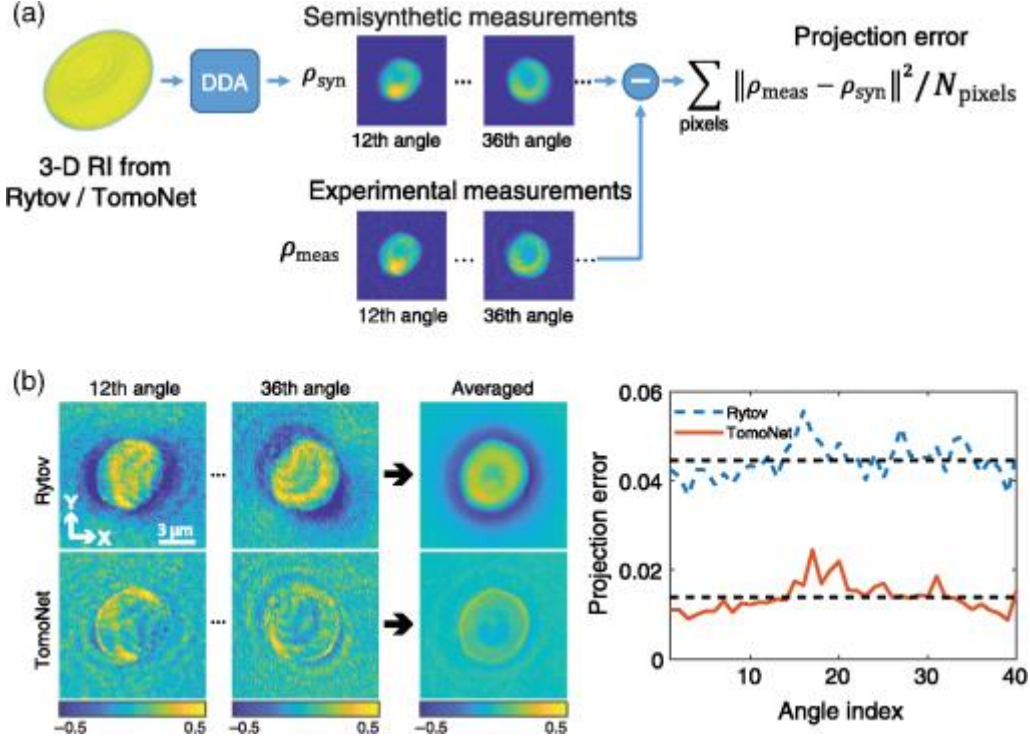 (a)
Semisynthetic measurements
DDA
ρsyn
...
...
−
12th angle
36th angle
Projection error
∑ ‖ρmeas − ρsyn‖²/Npixels
pixels
3-D RI from
Rytov / TomoNet
Experimental measurements
ρmeas
...
...
12th angle
36th angle
(b)
12th angle
36th angle
Averaged
Rytov
...
Y
X
3 μm
TomoNet
...
−0.5
0.5
−0.5
0.5
−0.5
0.5
Projection error
0.06
0.04
0.02
0
Rytov
TomoNet
10
20
30
40
Angle index